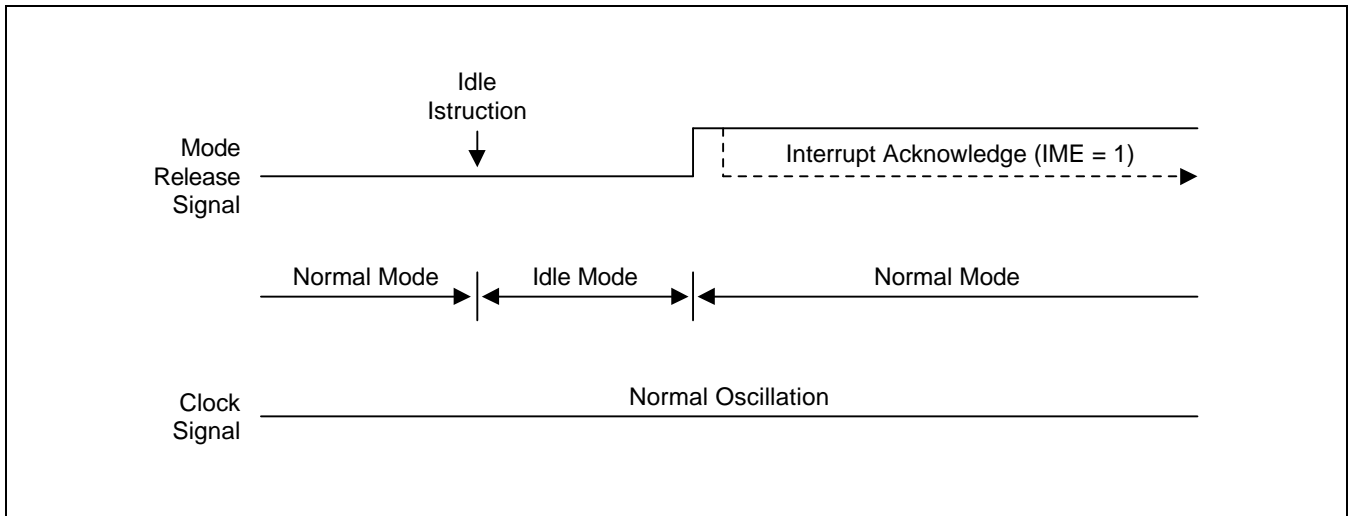 Idle
Istruction
Mode
Release
Signal
Interrupt Acknowledge (IME = 1)
Normal Mode
Idle Mode
Normal Mode
Clock
Signal
Normal Oscillation